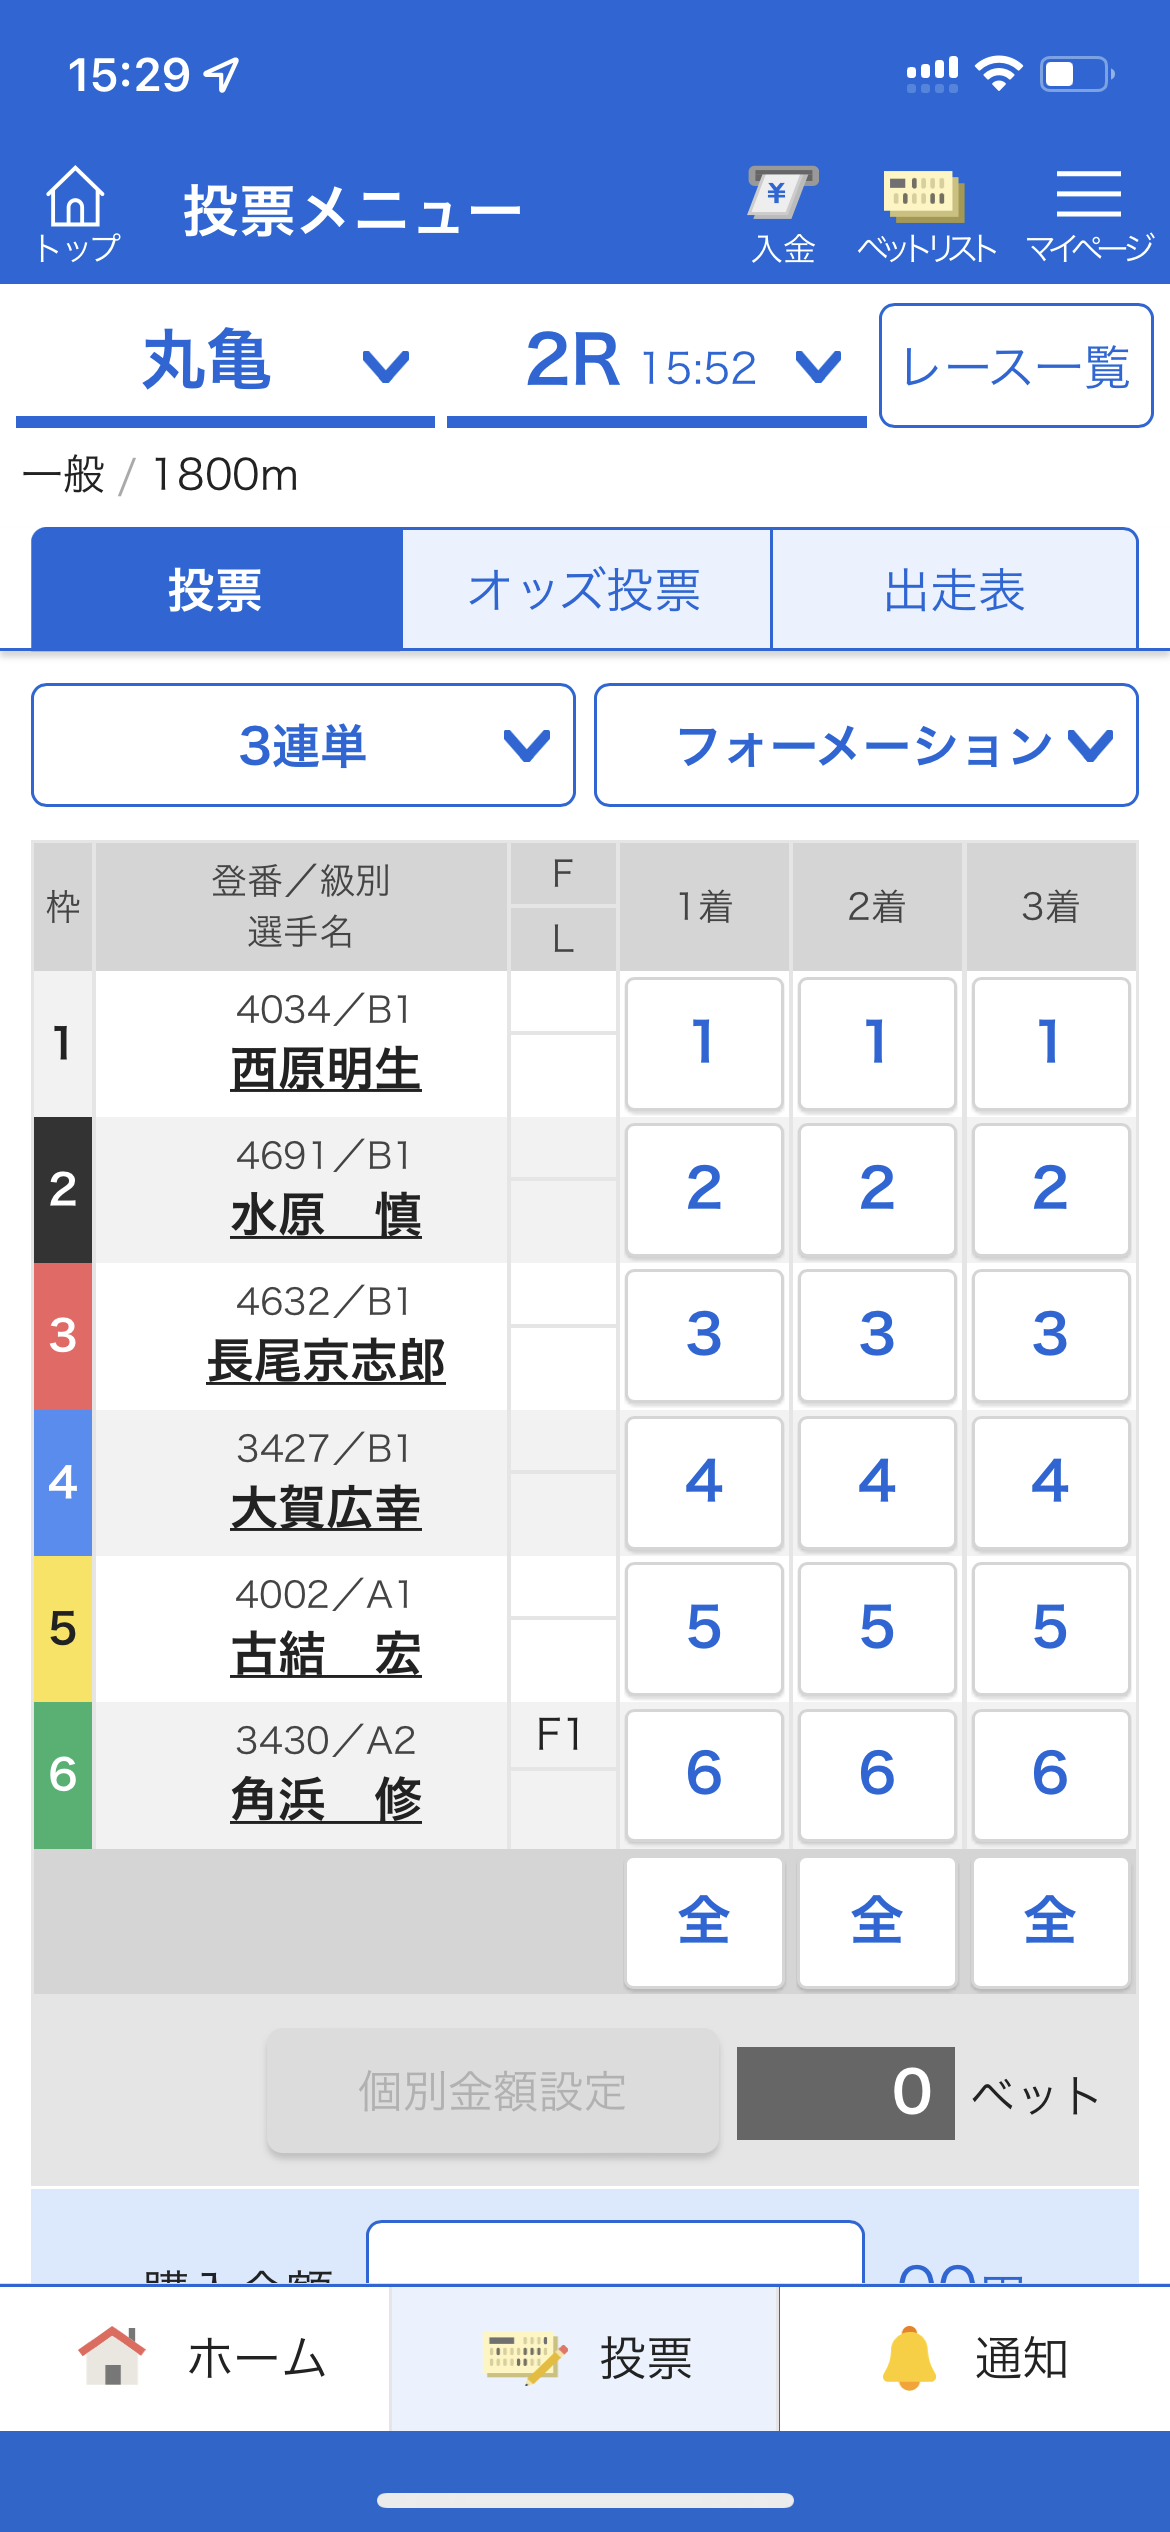 15:29
トップ
投票メニュー
入金
ベットリスト
マイページ
丸亀
2R 15:52
レース一覧
一般 / 1800m
投票
オッズ投票
出走表
3連単
フォーメーション
枠
登番／級別
選手名
F
L
1着
2着
3着
1
4034／B1
西原明生
1
1
1
2
4691／B1
水原　慎
2
2
2
3
4632／B1
長尾京志郎
3
3
3
4
3427／B1
大賀広幸
4
4
4
5
4002／A1
古結　宏
5
5
5
6
3430／A2
角浜　修
F1
6
6
6
全
全
全
個別金額設定
0 ベット
購入金額
00円
ホーム
投票
通知